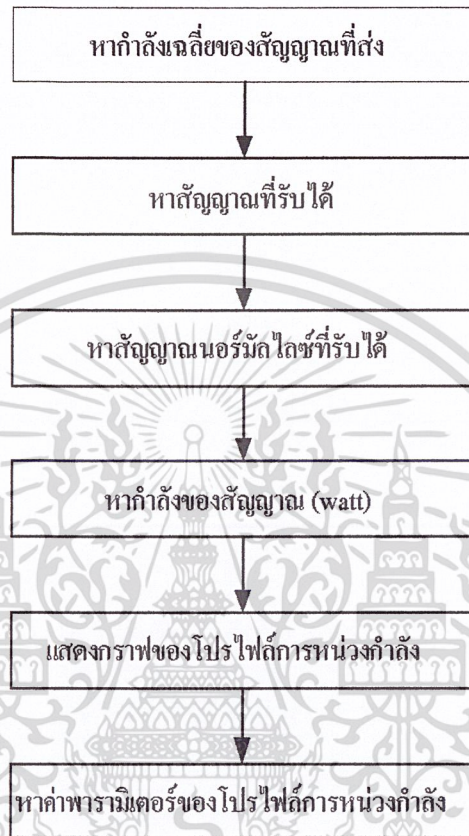 หากำลังเฉลี่ยของสัญญาณที่ส่ง
หาสัญญาณที่รับได้
หาสัญญาณนอร์มัลไลซ์ที่รับได้
หากำลังของสัญญาณ (watt)
แสดงกราฟของโปรไฟล์การหน่วงกำลัง
หาค่าพารามิเตอร์ของโปรไฟล์การหน่วงกำลัง